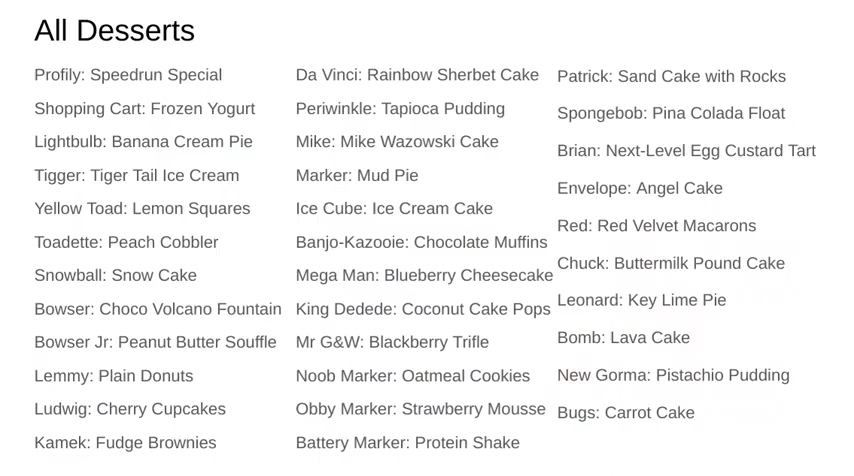 All Desserts
Profily: Speedrun Special
Shopping Cart: Frozen Yogurt
Lightbulb: Banana Cream Pie
Tigger: Tiger Tail Ice Cream
Yellow Toad: Lemon Squares
Toadette: Peach Cobbler
Snowball: Snow Cake
Bowser: Choco Volcano Fountain
Bowser Jr: Peanut Butter Souffle
Lemmy: Plain Donuts
Ludwig: Cherry Cupcakes
Kamek: Fudge Brownies
Da Vinci: Rainbow Sherbet Cake
Periwinkle: Tapioca Pudding
Mike: Mike Wazowski Cake
Marker: Mud Pie
Ice Cube: Ice Cream Cake
Banjo-Kazooie: Chocolate Muffins
Mega Man: Blueberry Cheesecake
King Dedede: Coconut Cake Pops
Mr G&W: Blackberry Trifle
Noob Marker: Oatmeal Cookies
Obby Marker: Strawberry Mousse
Battery Marker: Protein Shake
Patrick: Sand Cake with Rocks
Spongebob: Pina Colada Float
Brian: Next-Level Egg Custard Tart
Envelope: Angel Cake
Red: Red Velvet Macarons
Chuck: Buttermilk Pound Cake
Leonard: Key Lime Pie
Bomb: Lava Cake
New Gorma: Pistachio Pudding
Bugs: Carrot Cake